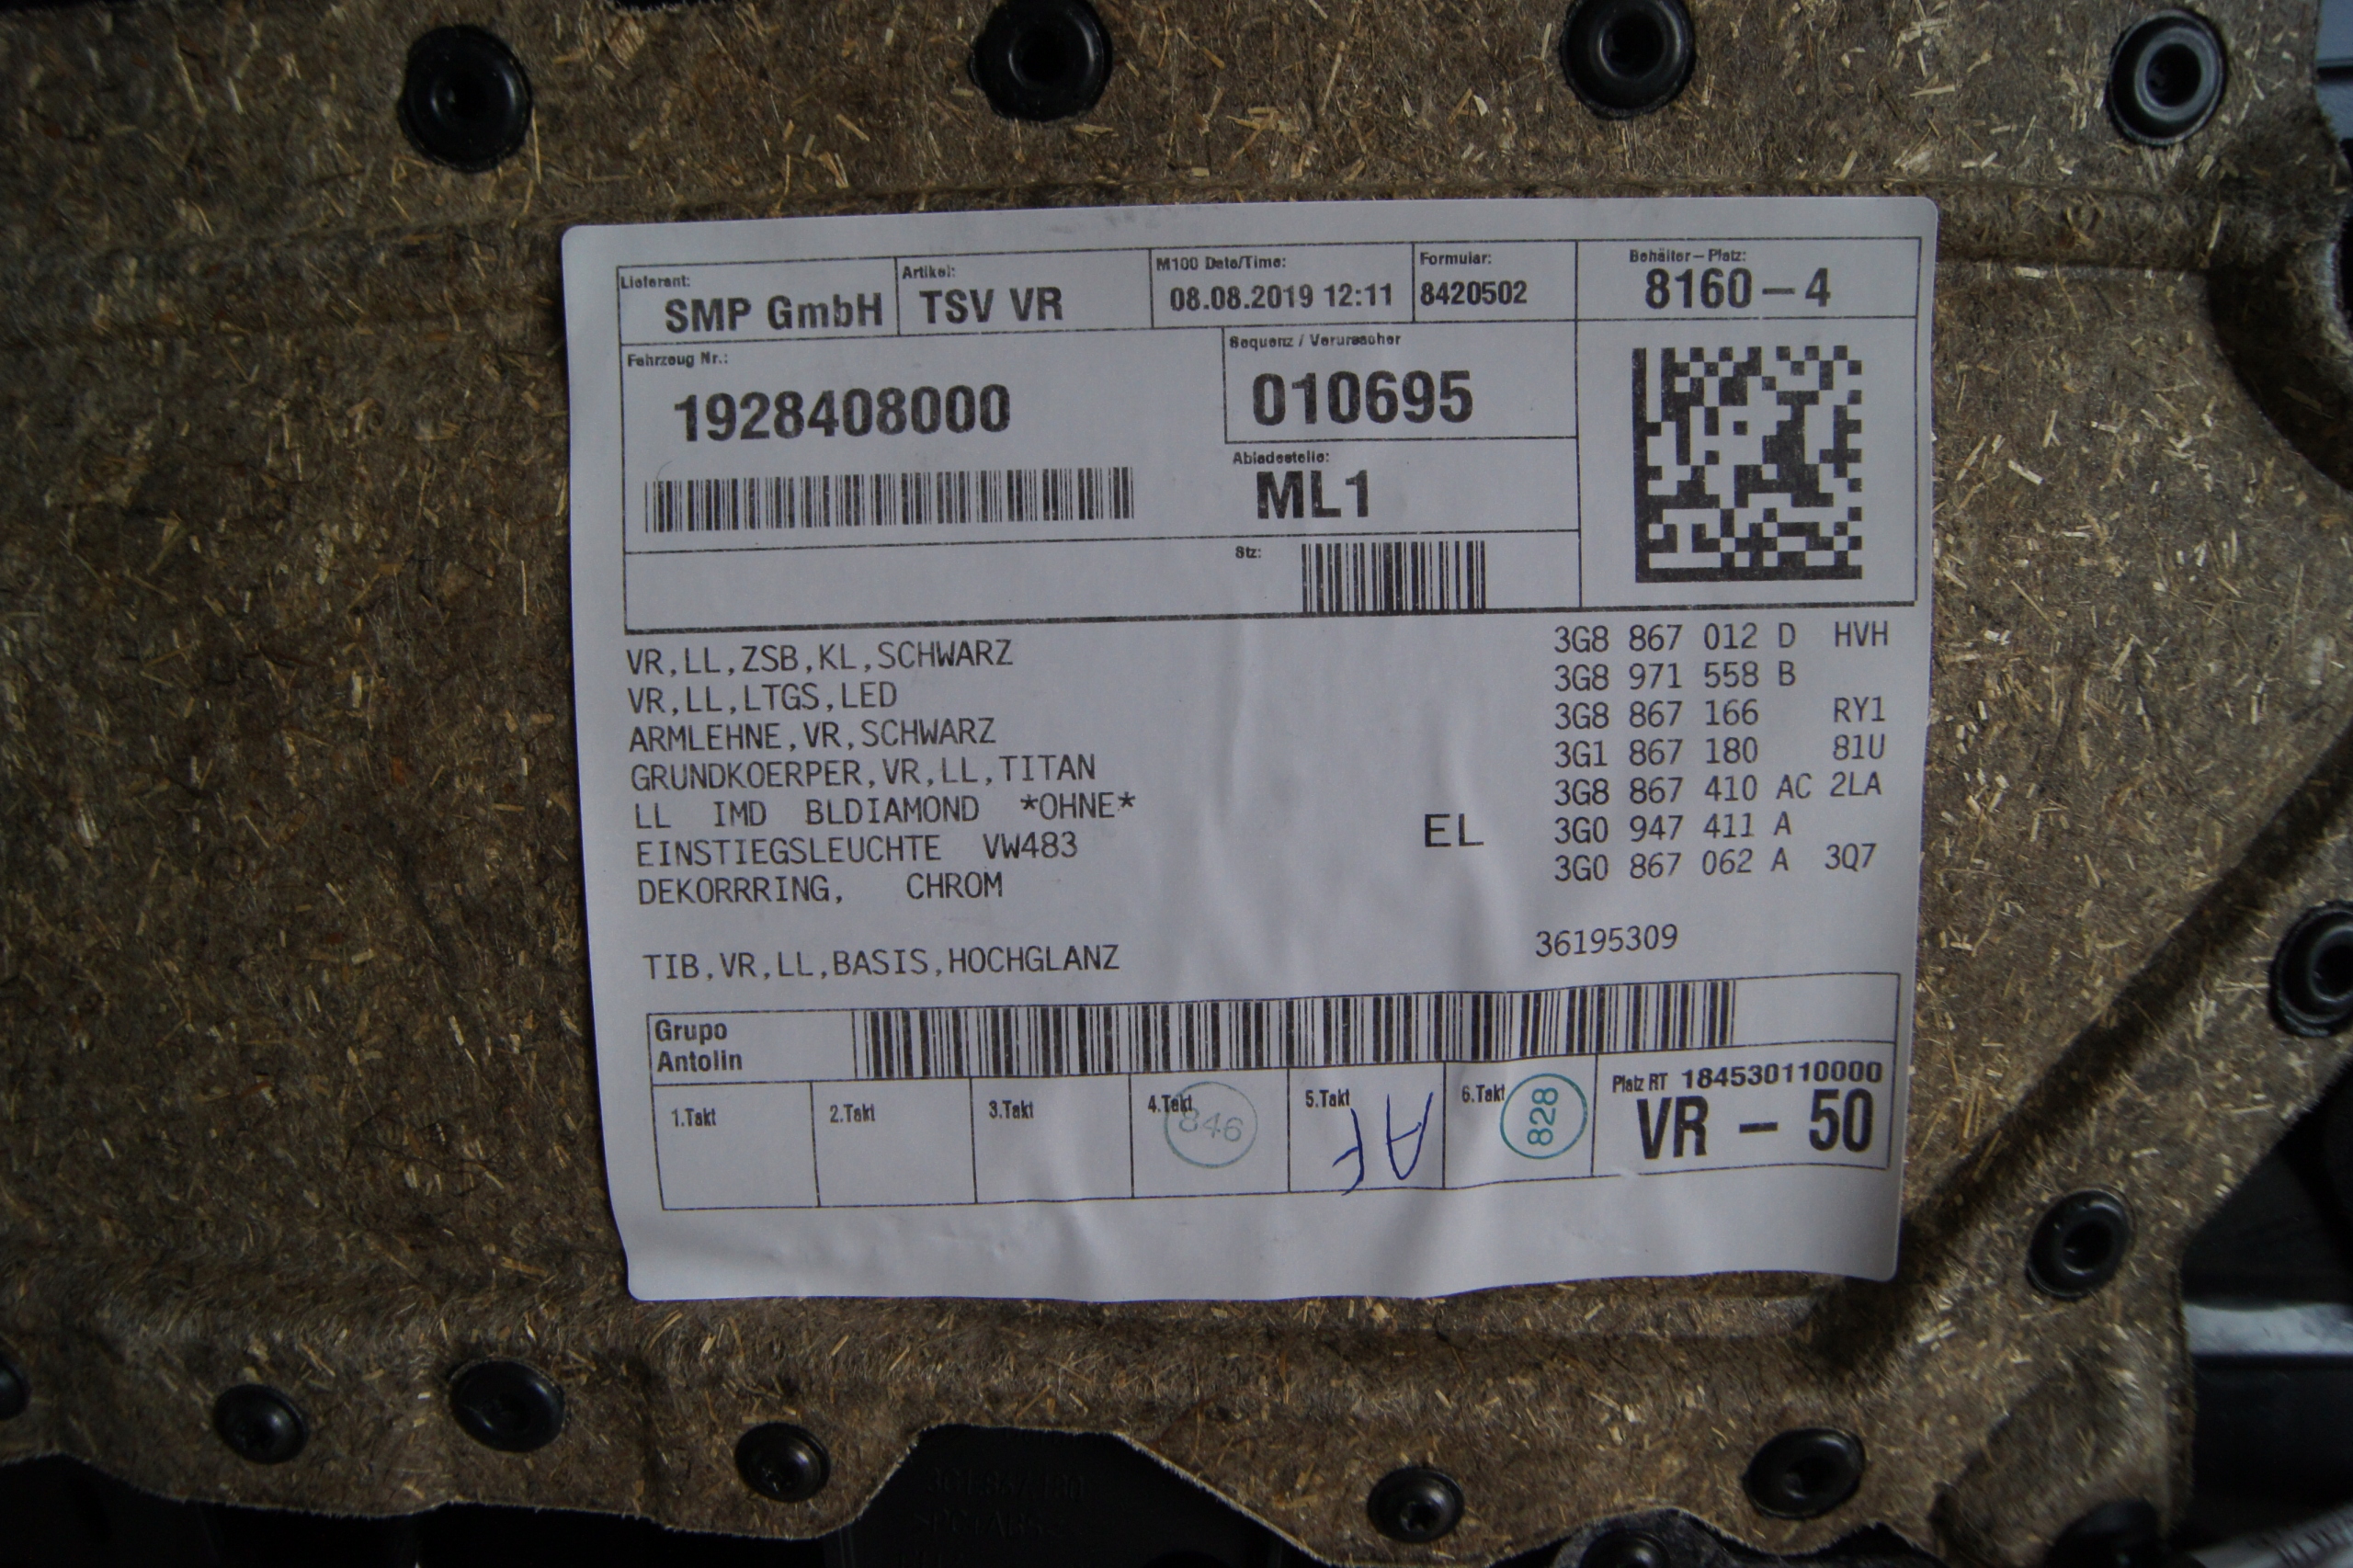 Lieferant:
SMP GmbH
Artikel:
TSV VR
M100 Date/Time:
08.08.2019 12:11
Formular:
8420502
Behälter-Platz:
8160-4
Fahrzeug Nr.:
1928408000
Sequenz / Verursacher
010695
Abladestelle:
ML1
Stz:
VR,LL,ZSB,KL,SCHWARZ 3G8 867 012 D HVH
VR,LL,LTGS,LED 3G8 971 558 B
ARMLEHNE,VR,SCHWARZ 3G8 867 166 RY1
GRUNDKOERPER,VR,LL,TITAN 3G1 867 180 81U
LL IMD BLDIAMOND *OHNE* 3G8 867 410 AC 2LA
EINSTIEGSLEUCHTE VW483 EL 3G0 947 411 A
DEKORRRING, CHROM 3G0 867 062 A 3Q7
TIB,VR,LL,BASIS,HOCHGLANZ 36195309
Grupo
Antolin
1.Takt
2.Takt
3.Takt
4.Takt
846
5.Takt
AF
6.Takt
828
Platz RT 184530110000
VR - 50